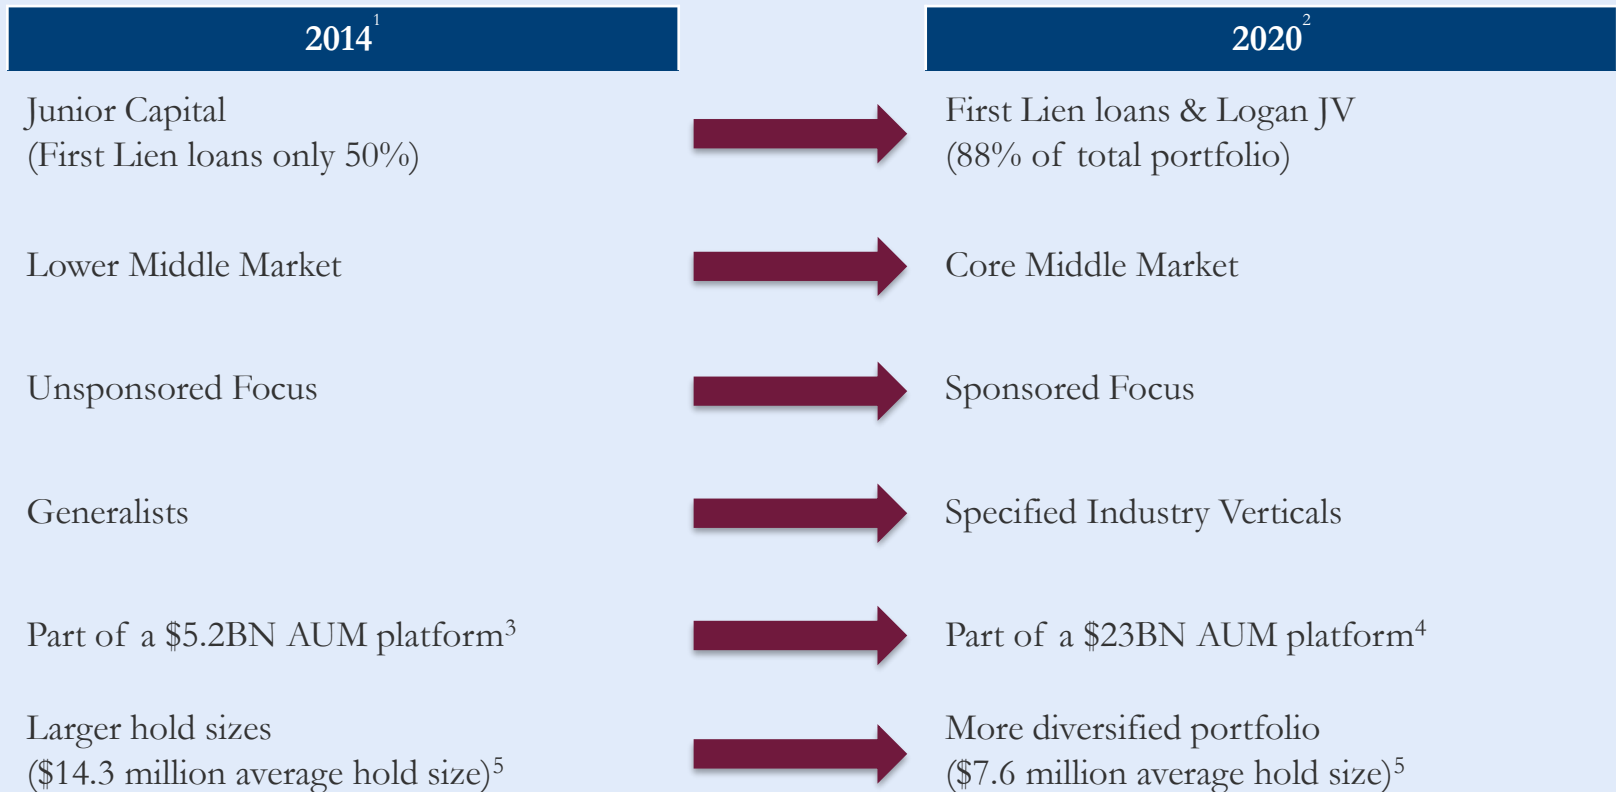 2014¹
2020²
Junior Capital
(First Lien loans only 50%)
First Lien loans & Logan JV
(88% of total portfolio)
Lower Middle Market
Core Middle Market
Unsponsored Focus
Sponsored Focus
Generalists
Specified Industry Verticals
Part of a $5.2BN AUM platform³
Part of a $23BN AUM platform⁴
Larger hold sizes
($14.3 million average hold size)⁵
More diversified portfolio
($7.6 million average hold size)⁵